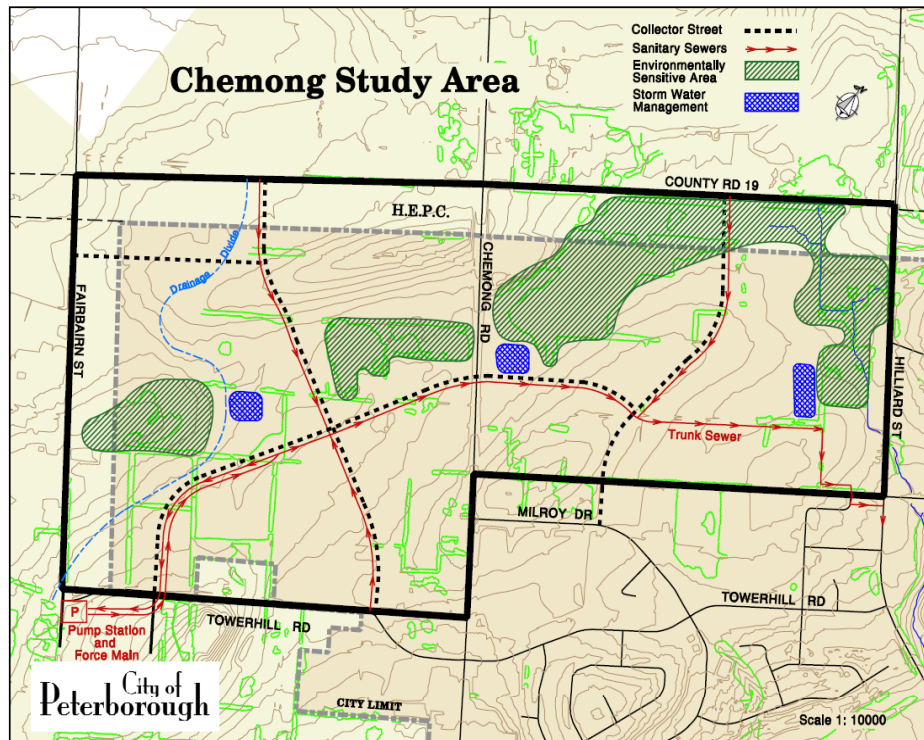 Chemong Study Area
Collector Street
Sanitary Sewers
Environmentally
Sensitive Area
Storm Water
Management
COUNTY RD 19
H.E.P.C.
Drainage Divide
CHEMONG RD
FAIRBAIRN ST
HILLIARD ST
Trunk Sewer
MILROY DR
TOWERHILL RD
TOWERHILL RD
P
Pump Station
and
Force Main
City of
Peterborough
CITY LIMIT
Scale 1: 10000